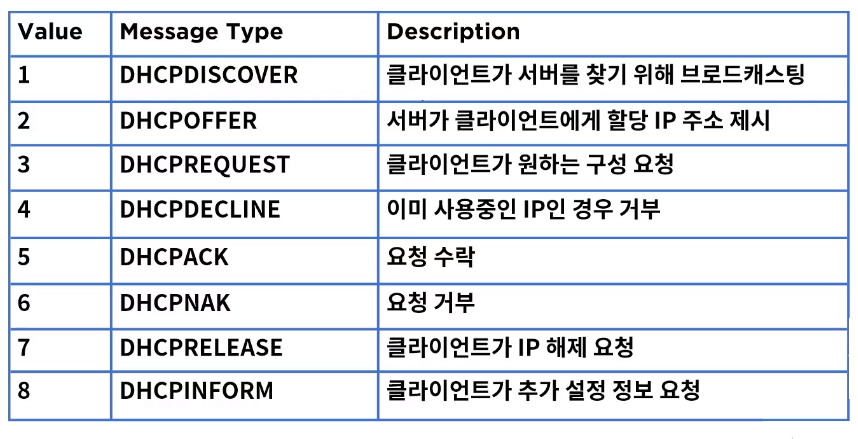 Value Message Type Description
1 DHCPDISCOVER 클라이언트가 서버를 찾기 위해 브로드캐스팅
2 DHCPOFFER 서버가 클라이언트에게 할당 IP 주소 제시
3 DHCPREQUEST 클라이언트가 원하는 구성 요청
4 DHCPDECLINE 이미 사용중인 IP인 경우 거부
5 DHCPACK 요청 수락
6 DHCPNAK 요청 거부
7 DHCPRELEASE 클라이언트가 IP 해제 요청
8 DHCPINFORM 클라이언트가 추가 설정 정보 요청